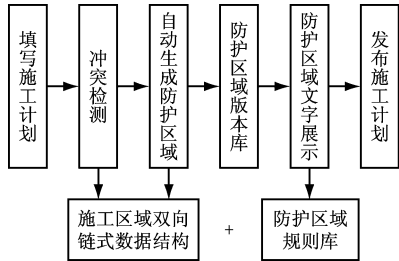 填写施工计划
冲突检测
自动生成防护区域
防护区域版本库
防护区域文字展示
发布施工计划
施工区域双向
链式数据结构
+
防护区域
规则库